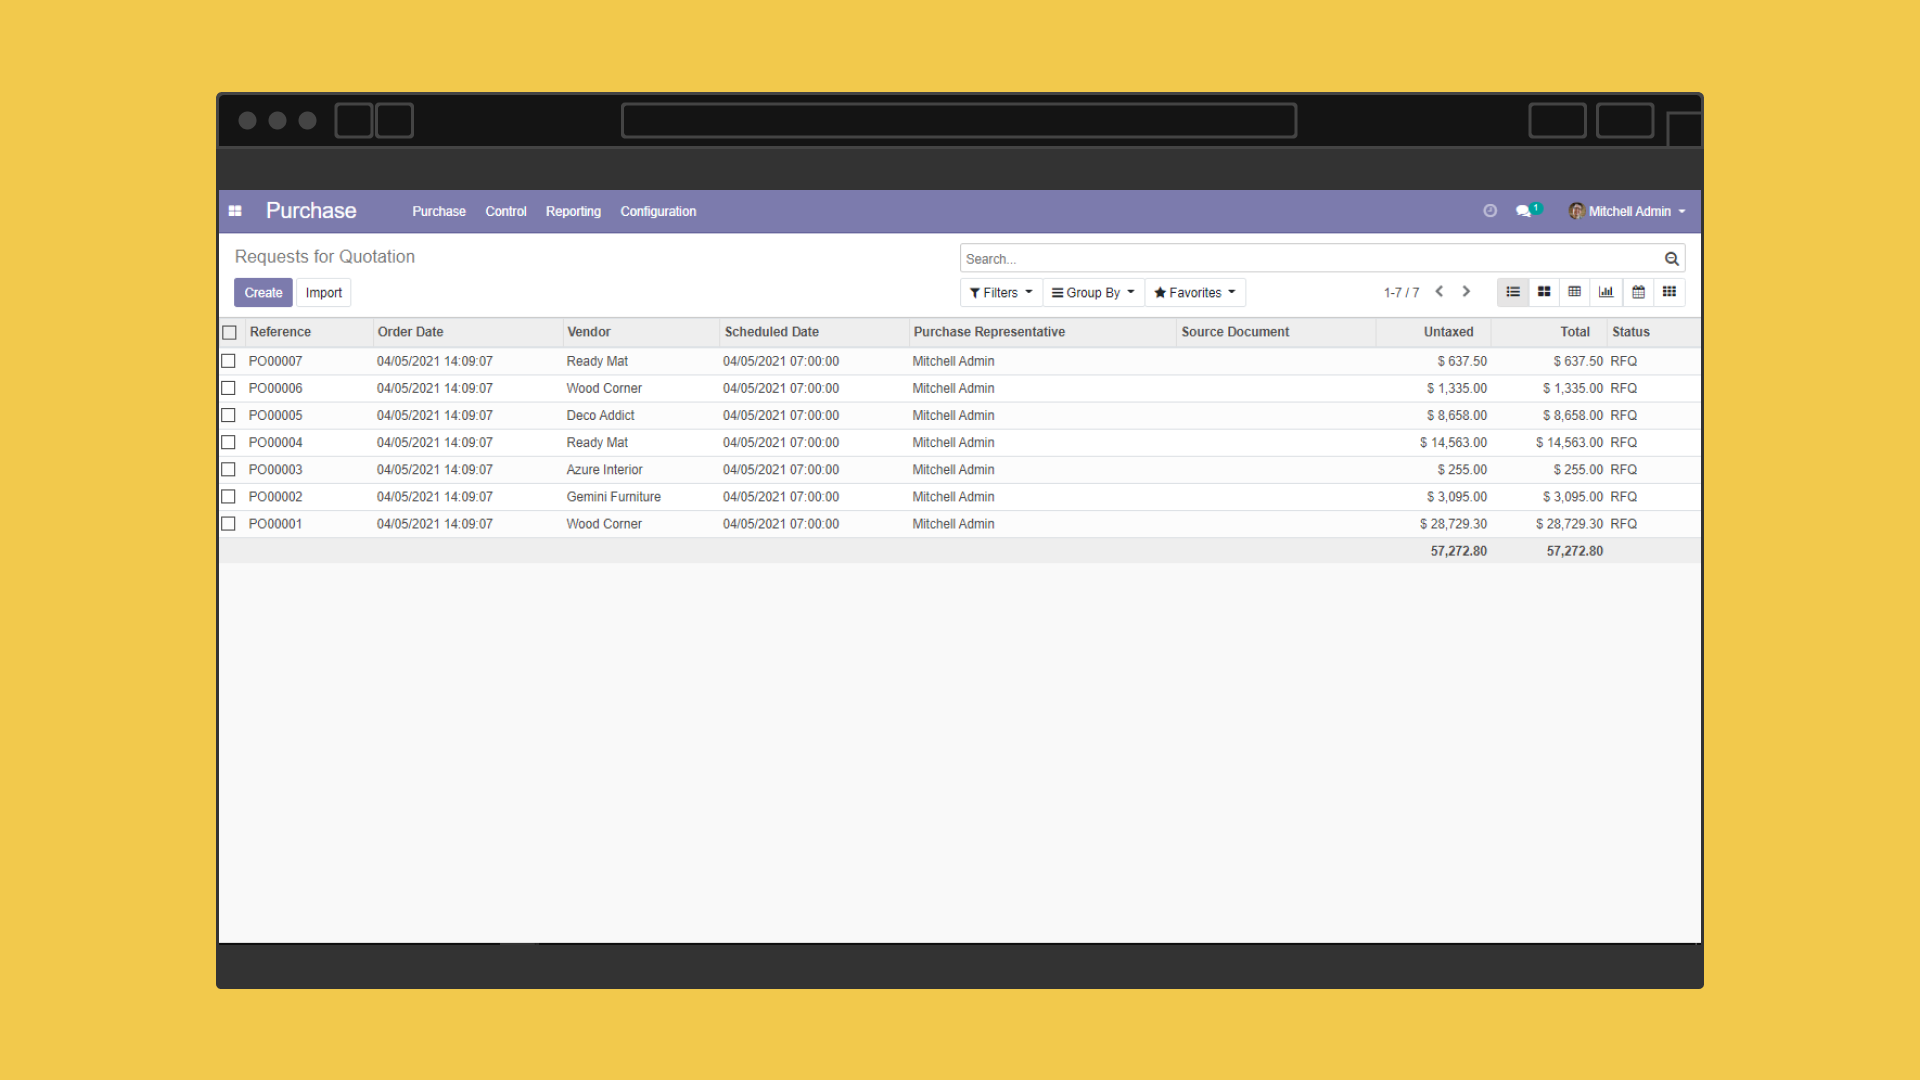 Purchase Purchase Control Reporting Configuration 1 Mitchell Admin
Requests for Quotation Search...
Create Import Filters Group By Favorites 1-7 / 7
Reference Order Date Vendor Scheduled Date Purchase Representative Source Document Untaxed Total Status
PO00007 04/05/2021 14:09:07 Ready Mat 04/05/2021 07:00:00 Mitchell Admin $ 637.50 $ 637.50 RFQ
PO00006 04/05/2021 14:09:07 Wood Corner 04/05/2021 07:00:00 Mitchell Admin $ 1,335.00 $ 1,335.00 RFQ
PO00005 04/05/2021 14:09:07 Deco Addict 04/05/2021 07:00:00 Mitchell Admin $ 8,658.00 $ 8,658.00 RFQ
PO00004 04/05/2021 14:09:07 Ready Mat 04/05/2021 07:00:00 Mitchell Admin $ 14,563.00 $ 14,563.00 RFQ
PO00003 04/05/2021 14:09:07 Azure Interior 04/05/2021 07:00:00 Mitchell Admin $ 255.00 $ 255.00 RFQ
PO00002 04/05/2021 14:09:07 Gemini Furniture 04/05/2021 07:00:00 Mitchell Admin $ 3,095.00 $ 3,095.00 RFQ
PO00001 04/05/2021 14:09:07 Wood Corner 04/05/2021 07:00:00 Mitchell Admin $ 28,729.30 $ 28,729.30 RFQ
57,272.80 57,272.80